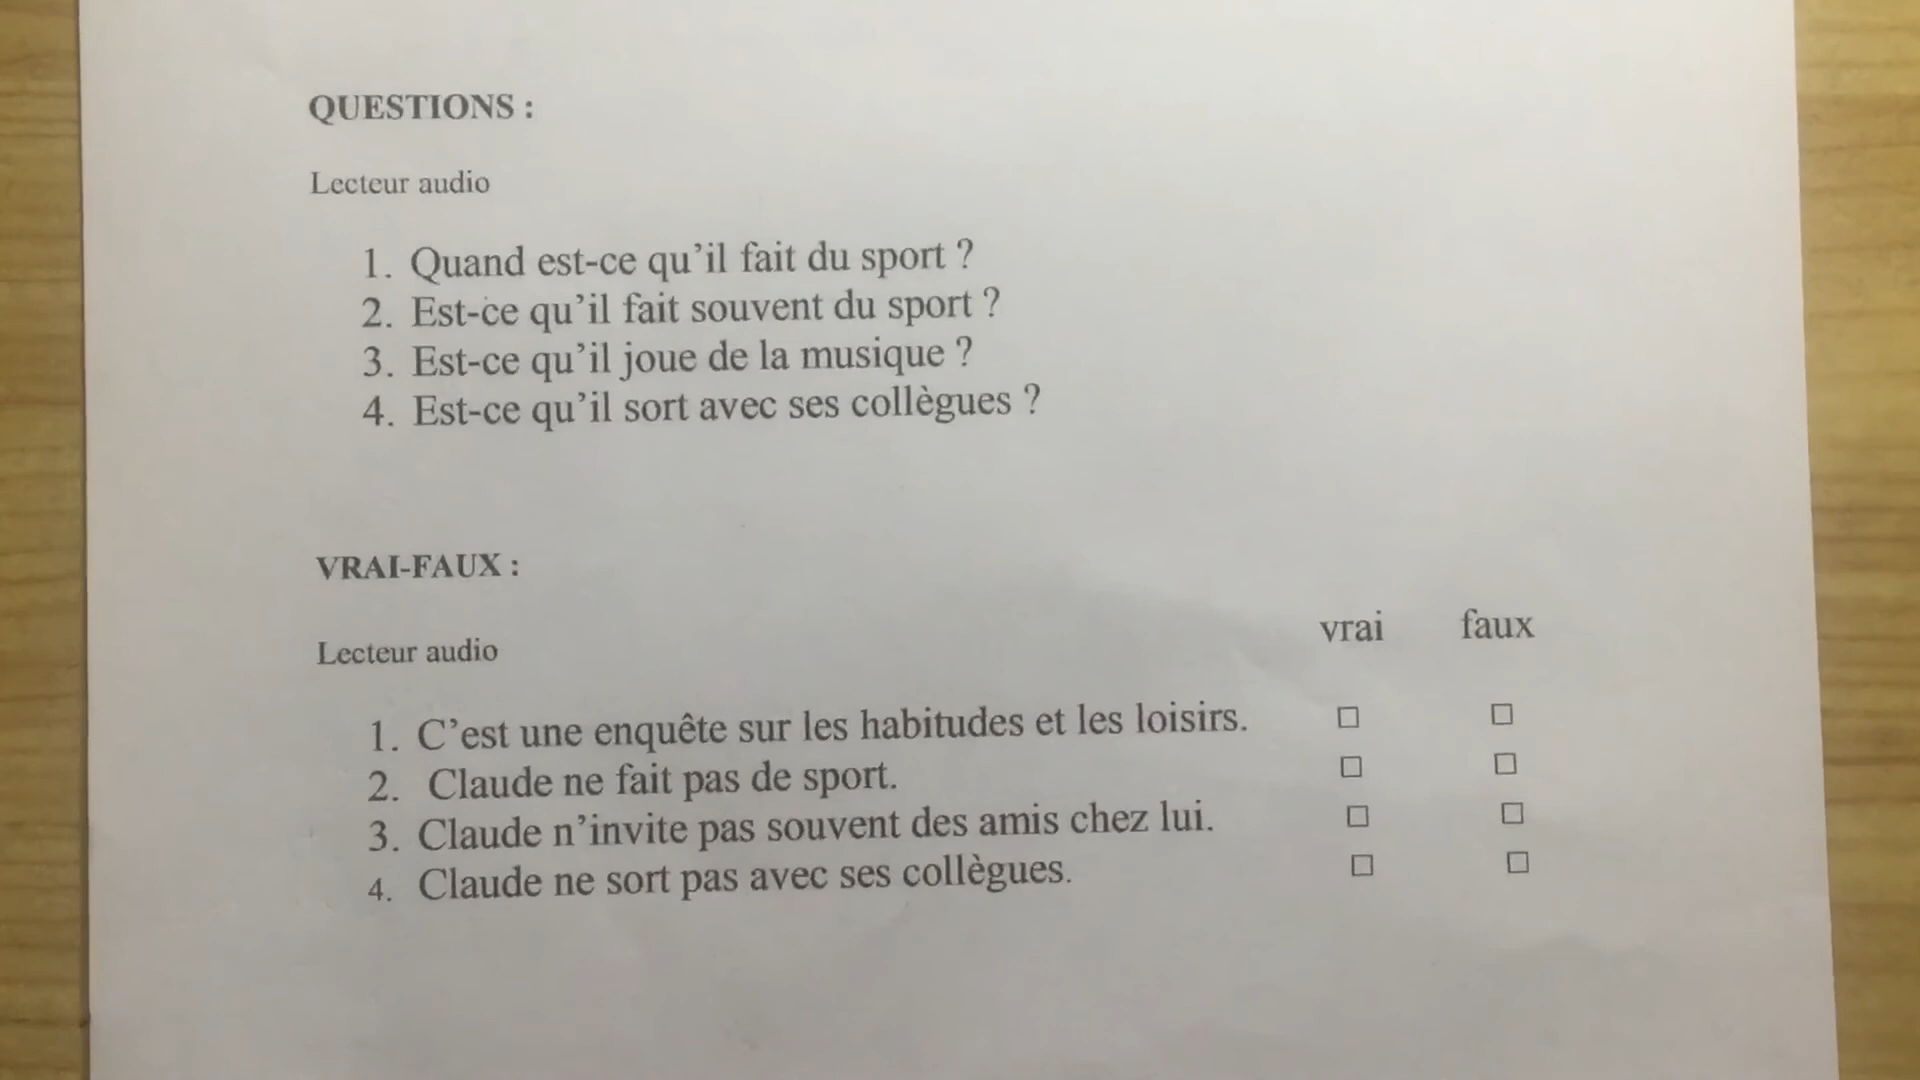 QUESTIONS :
Lecteur audio
1. Quand est-ce qu’il fait du sport ?
2. Est-ce qu’il fait souvent du sport ?
3. Est-ce qu’il joue de la musique ?
4. Est-ce qu’il sort avec ses collègues ?
VRAI-FAUX :
vrai faux
Lecteur audio
1. C’est une enquête sur les habitudes et les loisirs. □ □
2. Claude ne fait pas de sport. □ □
3. Claude n’invite pas souvent des amis chez lui. □ □
4. Claude ne sort pas avec ses collègues. □ □